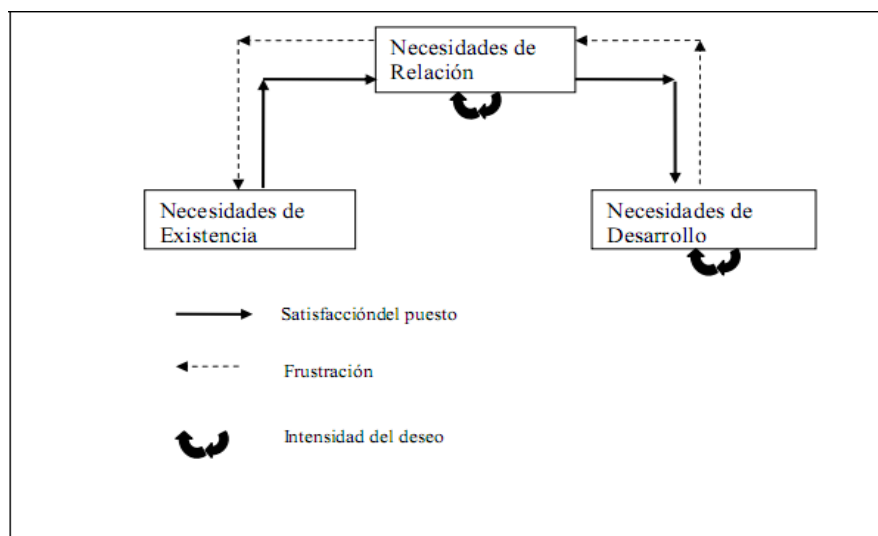 Necesidades de
Relación
Necesidades de
Existencia
Necesidades de
Desarrollo
Satisfaccióndel puesto
Frustración
Intensidad del deseo